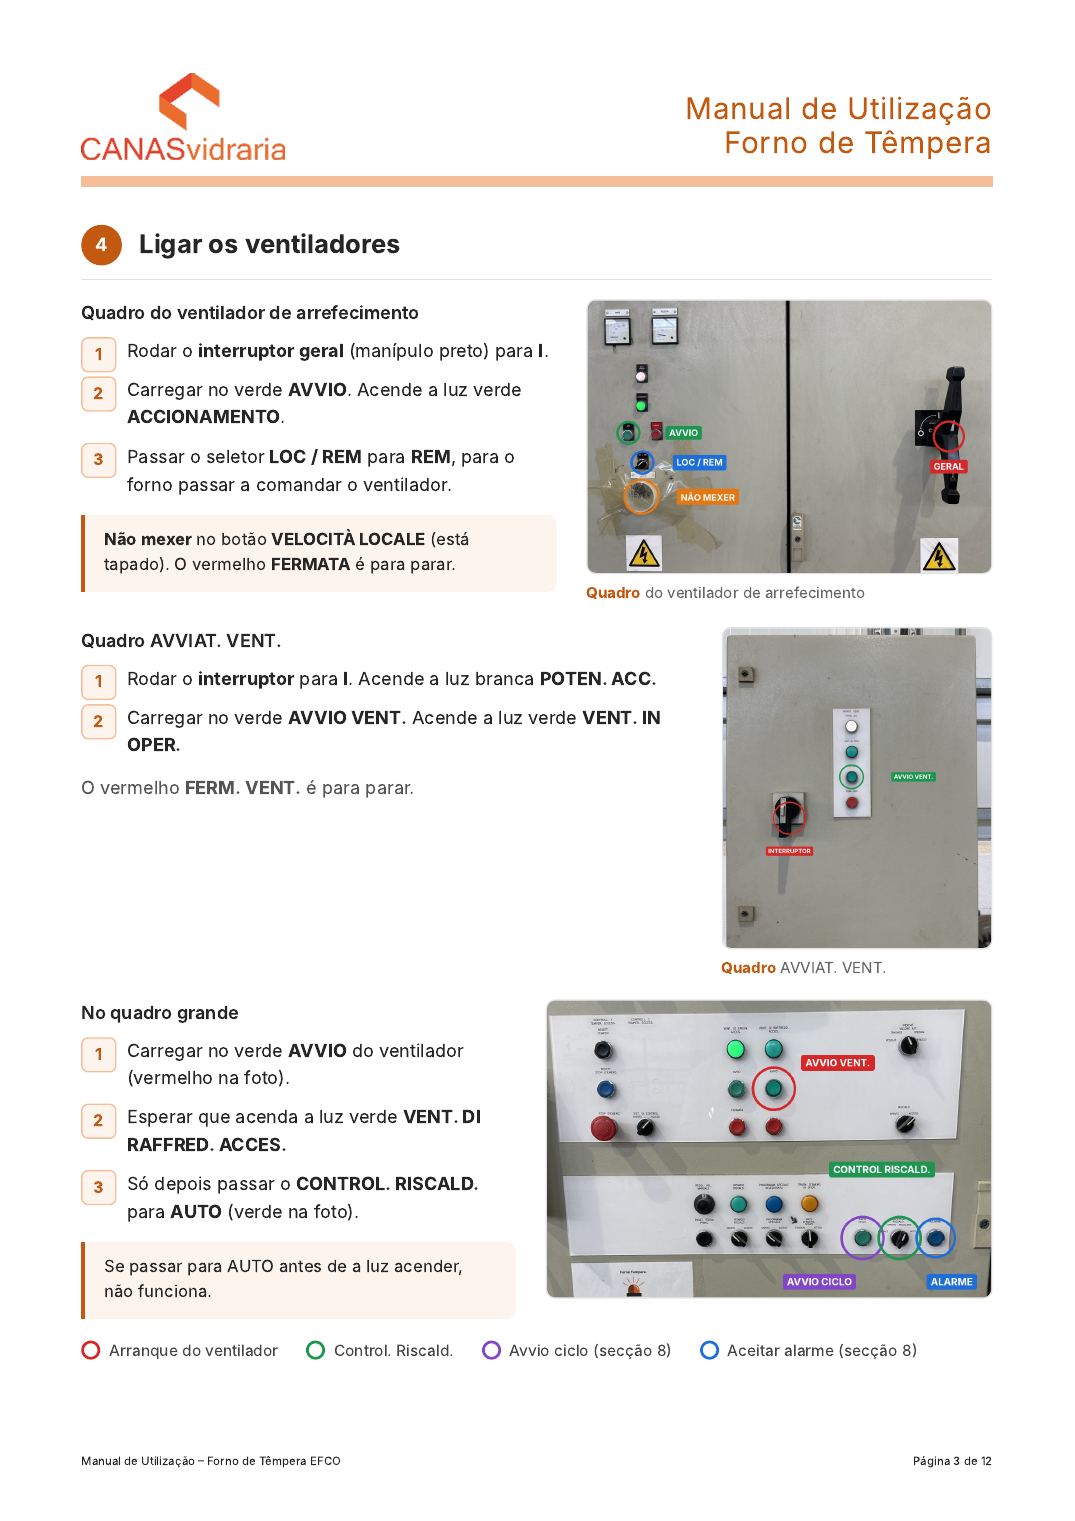 CANASvidraria
Manual de Utilização
Forno de Têmpera
4 Ligar os ventiladores
Quadro do ventilador de arrefecimento
1 Rodar o interruptor geral (manípulo preto) para I.
2 Carregar no verde AVVIO. Acende a luz verde
ACCIONAMENTO.
3 Passar o seletor LOC / REM para REM, para o
forno passar a comandar o ventilador.
Não mexer no botão VELOCITÀ LOCALE (está
tapado). O vermelho FERMATA é para parar.
AVVIO
LOC / REM
NÃO MEXER
GERAL
Quadro do ventilador de arrefecimento
Quadro AVVIAT. VENT.
1 Rodar o interruptor para I. Acende a luz branca POTEN. ACC.
2 Carregar no verde AVVIO VENT. Acende a luz verde VENT. IN
OPER.
O vermelho FERM. VENT. é para parar.
AVVIO VENT.
INTERRUPTOR
Quadro AVVIAT. VENT.
No quadro grande
1 Carregar no verde AVVIO do ventilador
(vermelho na foto).
2 Esperar que acenda a luz verde VENT. DI
RAFFRED. ACCES.
3 Só depois passar o CONTROL. RISCALD.
para AUTO (verde na foto).
Se passar para AUTO antes de a luz acender,
não funciona.
AVVIO VENT.
CONTROL RISCALD.
Forno Tempera
AVVIO CICLO
ALARME
Arranque do ventilador
Control. Riscald.
Avvio ciclo (secção 8)
Aceitar alarme (secção 8)
Manual de Utilização – Forno de Têmpera EFCO
Página 3 de 12